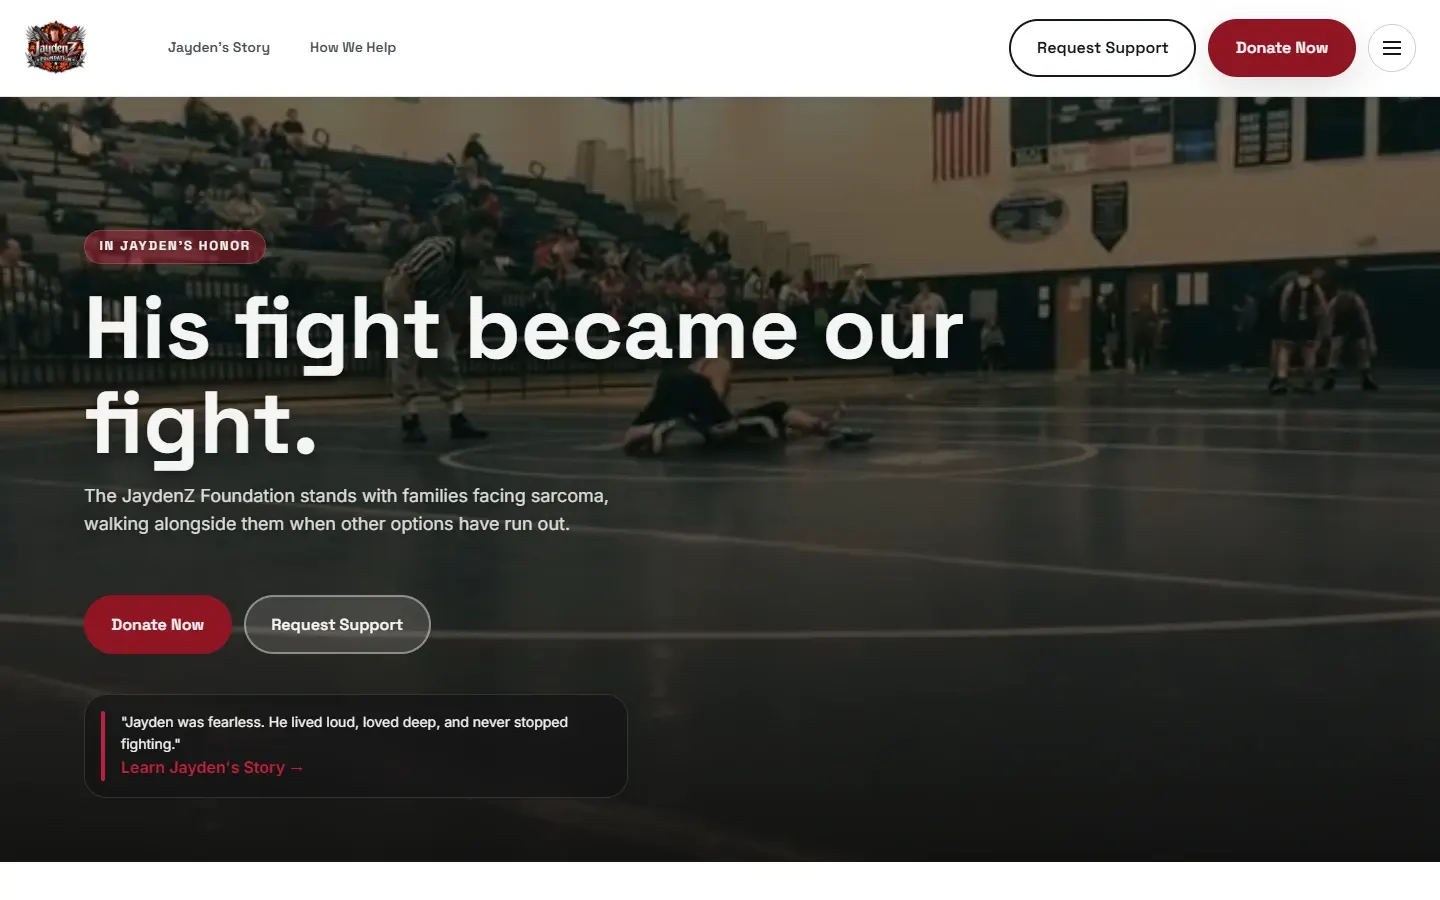 JaydenZ
FOUNDATION
Jayden's Story
How We Help
Request Support
Donate Now
IN JAYDEN'S HONOR
His fight became our
fight.
The JaydenZ Foundation stands with families facing sarcoma,
walking alongside them when other options have run out.
Donate Now
Request Support
"Jayden was fearless. He lived loud, loved deep, and never stopped
fighting."
Learn Jayden's Story →